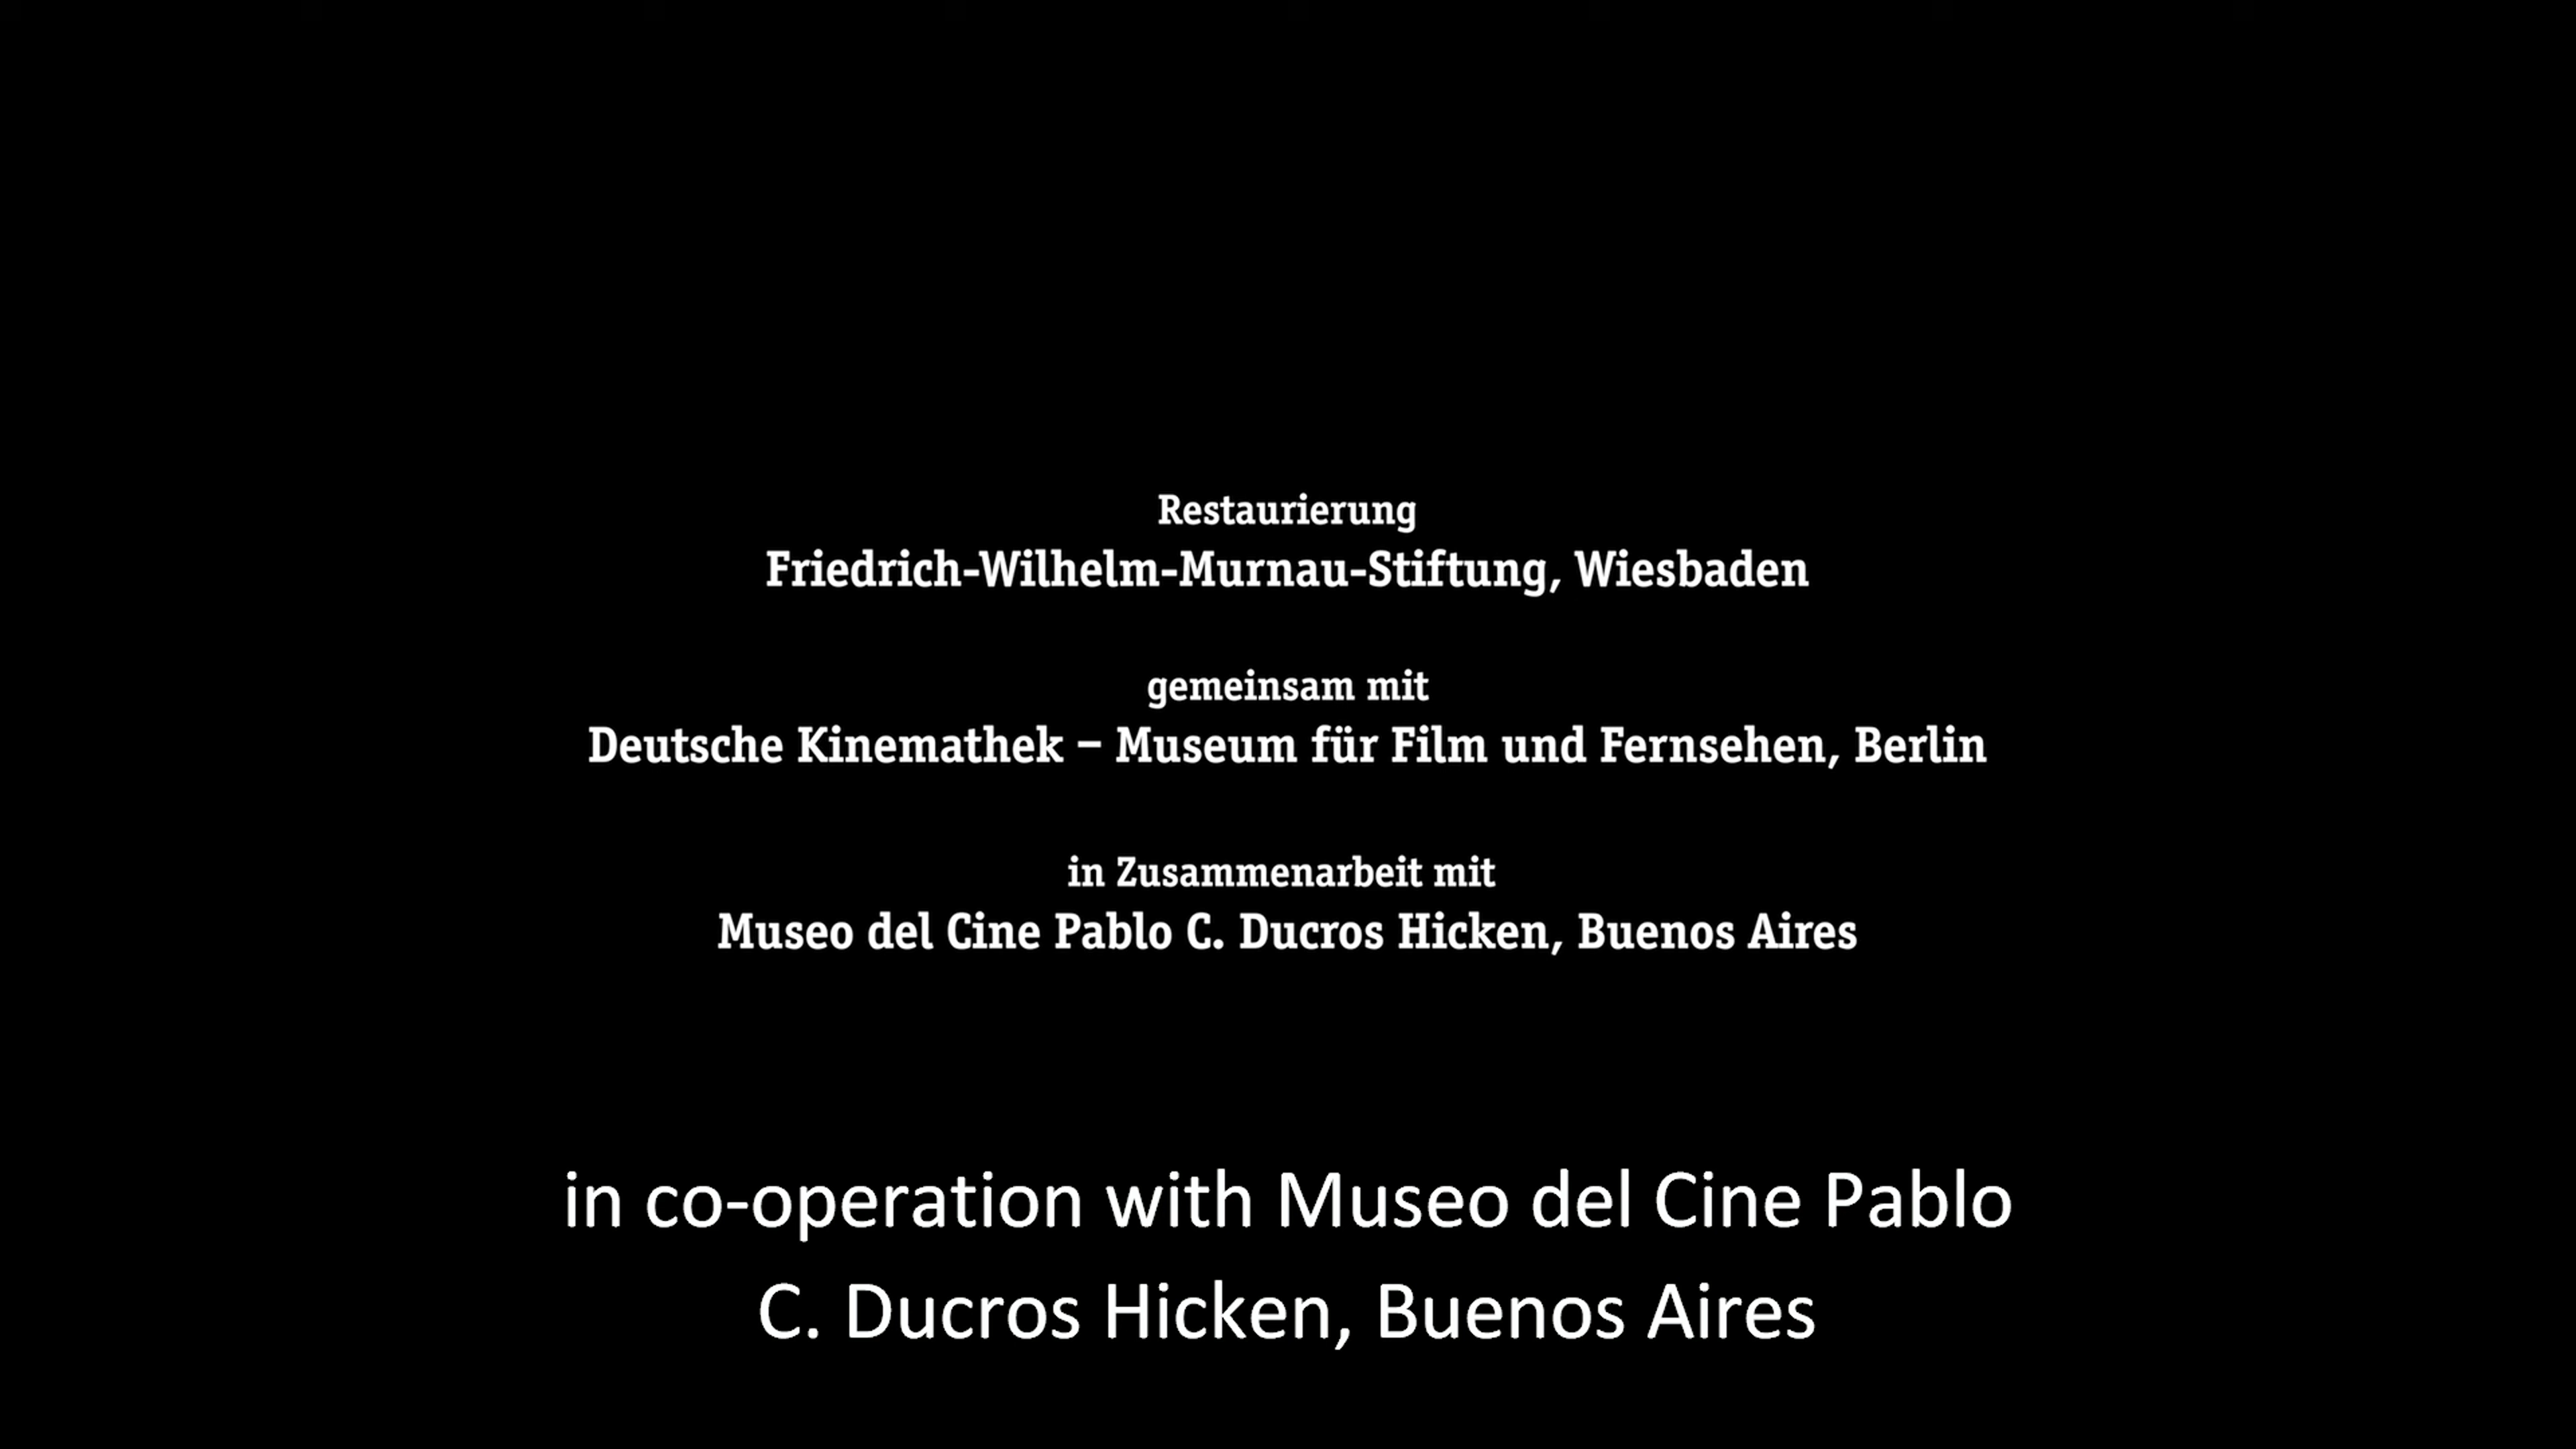 Restaurierung
Friedrich-Wilhelm-Murnau-Stiftung, Wiesbaden
gemeinsam mit
Deutsche Kinemathek – Museum für Film und Fernsehen, Berlin
in Zusammenarbeit mit
Museo del Cine Pablo C. Ducros Hicken, Buenos Aires
in co-operation with Museo del Cine Pablo
C. Ducros Hicken, Buenos Aires